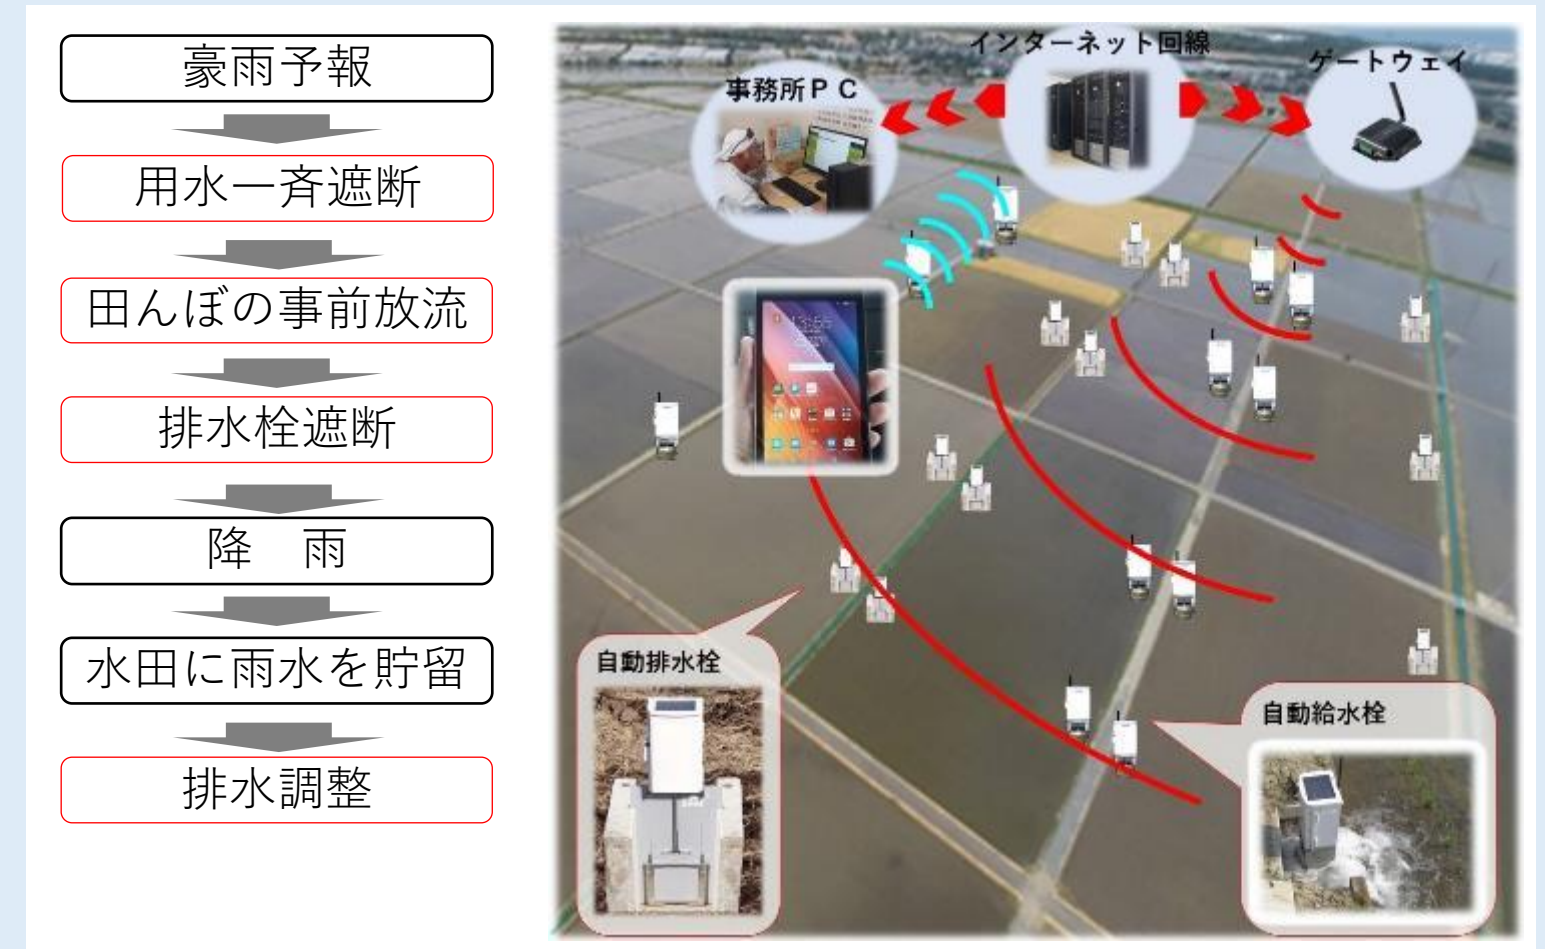 豪雨予報
用水一斉遮断
田んぼの事前放流
排水栓遮断
降　雨
水田に雨水を貯留
排水調整
インターネット回線
ゲートウェイ
事務所ＰＣ
自動排水栓
自動給水栓